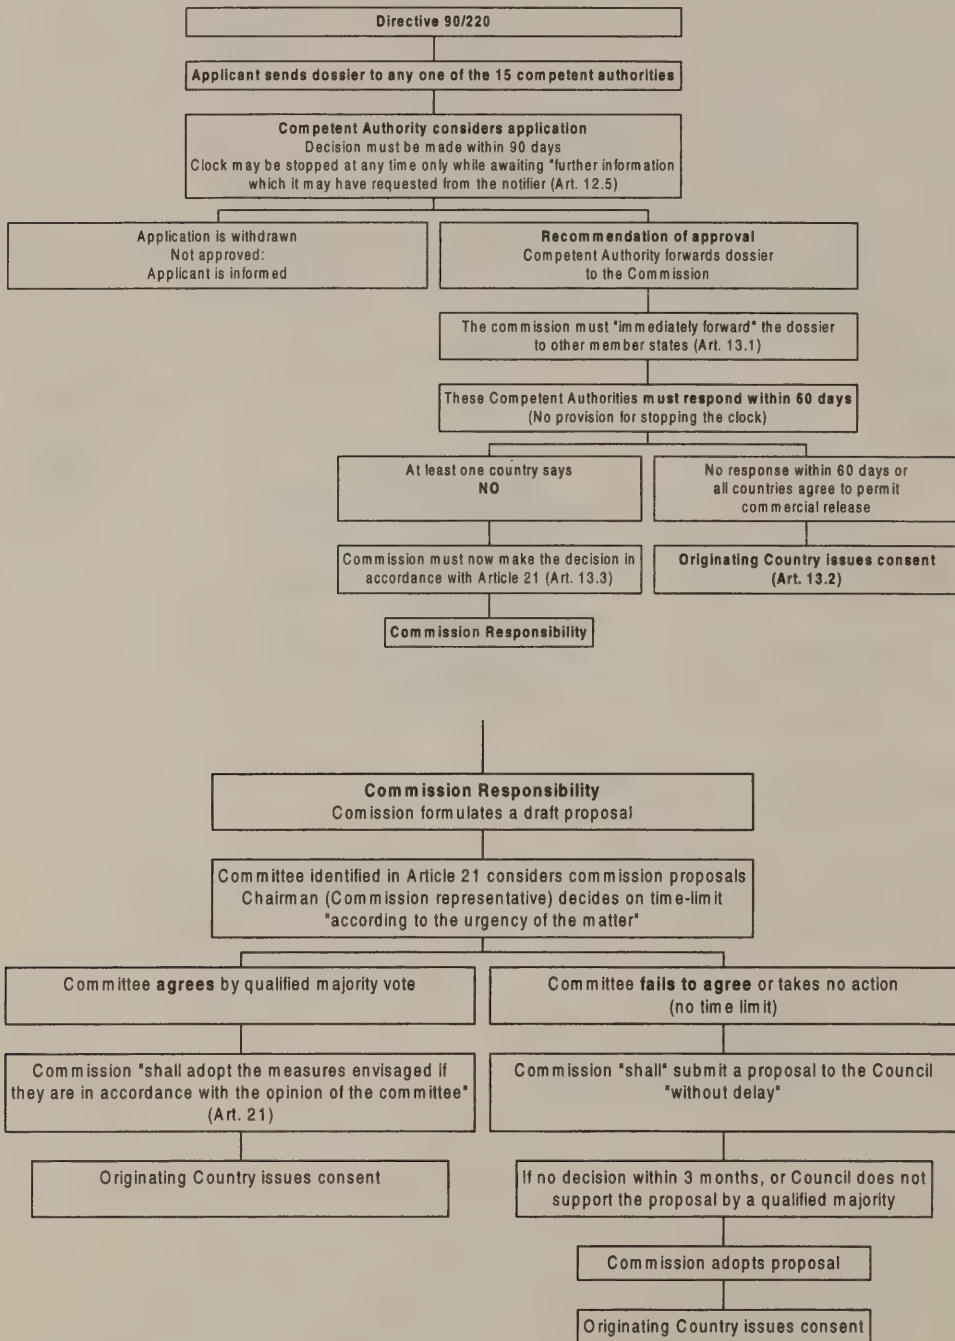 Directive 90/220
Applicant sends dossier to any one of the 15 competent authorities
Competent Authority considers application
Decision must be made within 90 days
Clock may be stopped at any time only while awaiting "further information
which it may have requested from the notifier (Art. 12.5)
Application is withdrawn
Not approved:
Applicant is informed
Recommendation of approval
Competent Authority forwards dossier
to the Commission
The commission must "immediately forward" the dossier
to other member states (Art. 13.1)
These Competent Authorities must respond within 60 days
(No provision for stopping the clock)
At least one country says
NO
No response within 60 days or
all countries agree to permit
commercial release
Commission must now make the decision in
accordance with Article 21 (Art. 13.3)
Originating Country issues consent
(Art. 13.2)
Commission Responsibility
Commission Responsibility
Comission formulates a draft proposal
Committee identified in Article 21 considers commission proposals
Chairman (Commission representative) decides on time-limit
"according to the urgency of the matter"
Committee agrees by qualified majority vote
Committee fails to agree or takes no action
(no time limit)
Commission "shall adopt the measures envisaged if
they are in accordance with the opinion of the committee"
(Art. 21)
Commission "shall" submit a proposal to the Council
"without delay"
Originating Country issues consent
If no decision within 3 months, or Council does not
support the proposal by a qualified majority
Commission adopts proposal
Originating Country issues consent